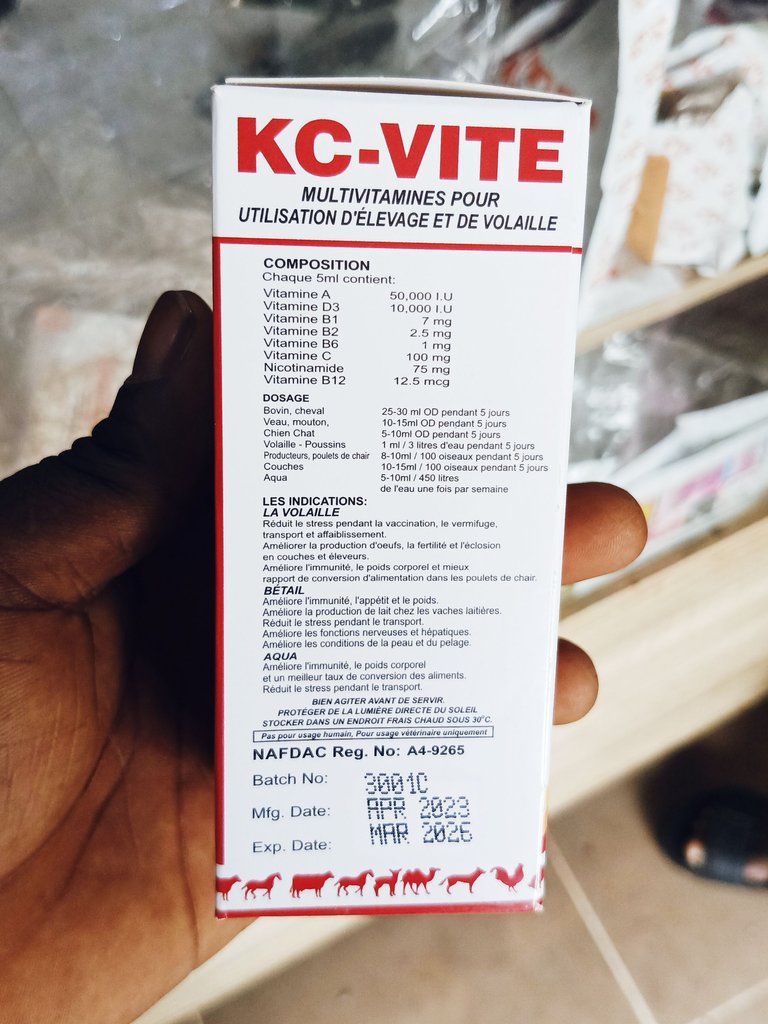 KC-VITE
MULTIVITAMINES POUR
UTILISATION D'ÉLEVAGE ET DE VOLAILLE
COMPOSITION
Chaque 5ml contient:
Vitamine A 50,000 I.U
Vitamine D3 10,000 I.U
Vitamine B1 7 mg
Vitamine B2 2.5 mg
Vitamine B6 1 mg
Vitamine C 100 mg
Nicotinamide 75 mg
Vitamine B12 12.5 mcg
DOSAGE
Bovin, cheval 25-30 ml OD pendant 5 jours
Veau, mouton, 10-15ml OD pendant 5 jours
Chien Chat 5-10ml OD pendant 5 jours
Volaille - Poussins 1 ml / 3 litres d'eau pendant 5 jours
Producteurs, poulets de chair 8-10ml / 100 oiseaux pendant 5 jours
Couches 10-15ml / 100 oiseaux pendant 5 jours
Aqua 5-10ml / 450 litres
de l'eau une fois par semaine
LES INDICATIONS:
LA VOLAILLE
Réduit le stress pendant la vaccination, le vermifuge,
transport et affaiblissement.
Améliorer la production d'oeufs, la fertilité et l'éclosion
en couches et éleveurs.
Améliore l'immunité, le poids corporel et mieux
rapport de conversion d'alimentation dans les poulets de chair.
BÉTAIL
Améliore l'immunité, l'appétit et le poids.
Améliore la production de lait chez les vaches laitières.
Réduit le stress pendant le transport.
Améliore les fonctions nerveuses et hépatiques.
Améliore les conditions de la peau et du pelage.
AQUA
Améliore l'immunité, le poids corporel
et un meilleur taux de conversion des aliments.
Réduit le stress pendant le transport.
BIEN AGITER AVANT DE SERVIR.
PROTÉGER DE LA LUMIÈRE DIRECTE DU SOLEIL
STOCKER DANS UN ENDROIT FRAIS CHAUD SOUS 30°C.
Pas pour usage humain, Pour usage vétérinaire uniquement
NAFDAC Reg. No: A4-9265
Batch No: 3001C
Mfg. Date: APR 2023
Exp. Date: MAR 2026